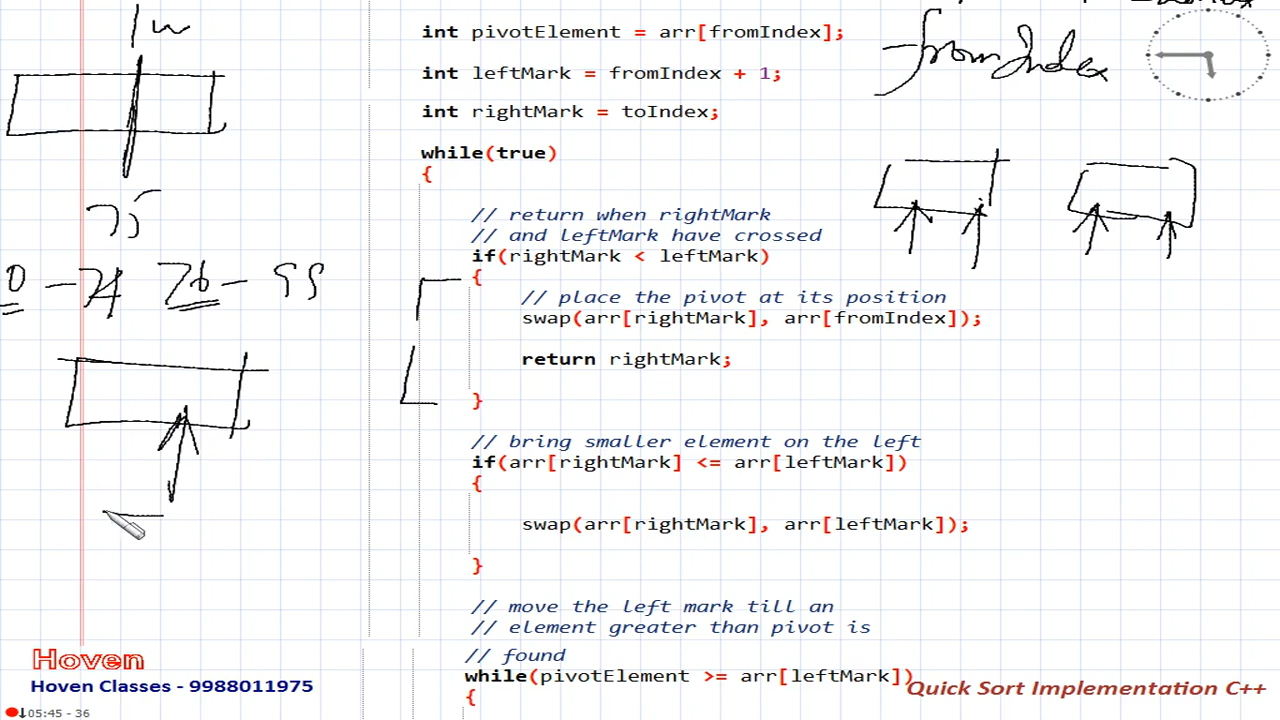 int pivotElement = arr[fromIndex];
int leftMark = fromIndex + 1;
int rightMark = toIndex;
while(true)
{
// return when rightMark
// and leftMark have crossed
if(rightMark < leftMark)
{
// place the pivot at its position
swap(arr[rightMark], arr[fromIndex]);
return rightMark;
}
// bring smaller element on the left
if(arr[rightMark] <= arr[leftMark])
{
swap(arr[rightMark], arr[leftMark]);
}
// move the left mark till an
// element greater than pivot is
// found
while(pivotElement >= arr[leftMark])
{
fromIndex
75
0 - 74 76 - 99
Hoven
Hoven Classes - 9988011975
Quick Sort Implementation C++
05:45 - 36